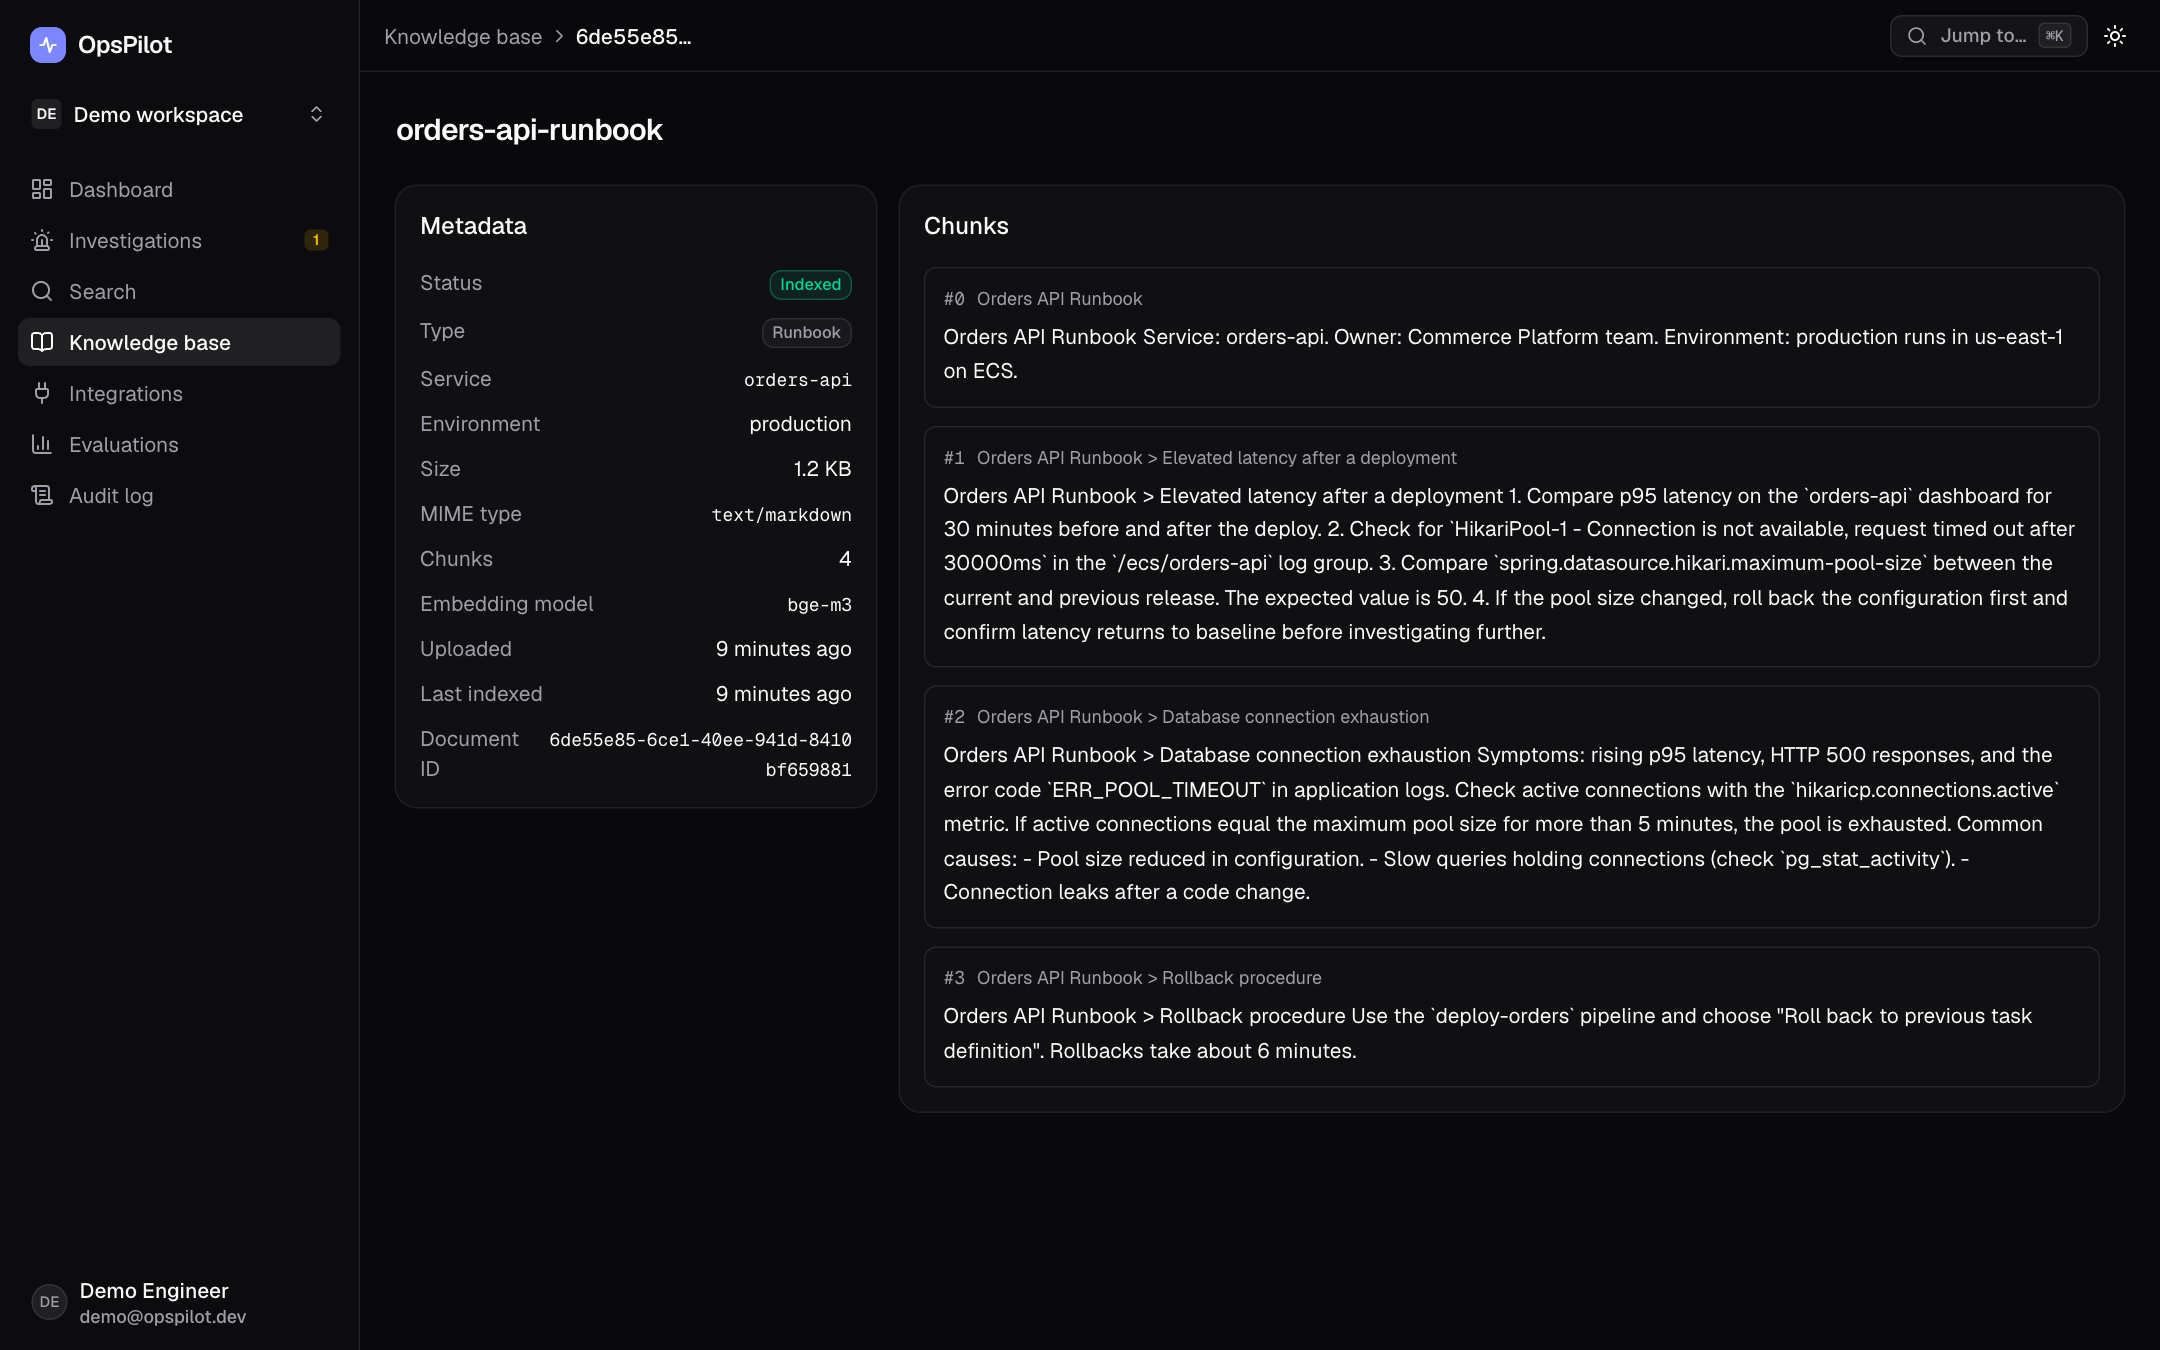 OpsPilot
DE Demo workspace
Dashboard
Investigations 1
Search
Knowledge base
Integrations
Evaluations
Audit log
DE Demo Engineer
demo@opspilot.dev
Knowledge base > 6de55e85…
Jump to… ⌘K
orders-api-runbook
Metadata
Status Indexed
Type Runbook
Service orders-api
Environment production
Size 1.2 KB
MIME type text/markdown
Chunks 4
Embedding model bge-m3
Uploaded 9 minutes ago
Last indexed 9 minutes ago
Document 6de55e85-6ce1-40ee-941d-8410
ID bf659881
Chunks
#0 Orders API Runbook
Orders API Runbook Service: orders-api. Owner: Commerce Platform team. Environment: production runs in us-east-1
on ECS.
#1 Orders API Runbook > Elevated latency after a deployment
Orders API Runbook > Elevated latency after a deployment 1. Compare p95 latency on the `orders-api` dashboard for
30 minutes before and after the deploy. 2. Check for `HikariPool-1 - Connection is not available, request timed out after
30000ms` in the `/ecs/orders-api` log group. 3. Compare `spring.datasource.hikari.maximum-pool-size` between the
current and previous release. The expected value is 50. 4. If the pool size changed, roll back the configuration first and
confirm latency returns to baseline before investigating further.
#2 Orders API Runbook > Database connection exhaustion
Orders API Runbook > Database connection exhaustion Symptoms: rising p95 latency, HTTP 500 responses, and the
error code `ERR_POOL_TIMEOUT` in application logs. Check active connections with the `hikaricp.connections.active`
metric. If active connections equal the maximum pool size for more than 5 minutes, the pool is exhausted. Common
causes: - Pool size reduced in configuration. - Slow queries holding connections (check `pg_stat_activity`). -
Connection leaks after a code change.
#3 Orders API Runbook > Rollback procedure
Orders API Runbook > Rollback procedure Use the `deploy-orders` pipeline and choose "Roll back to previous task
definition". Rollbacks take about 6 minutes.